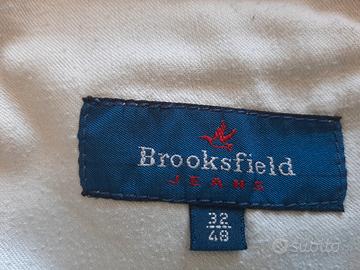 Brooksfield
JEANS
32
48
subito